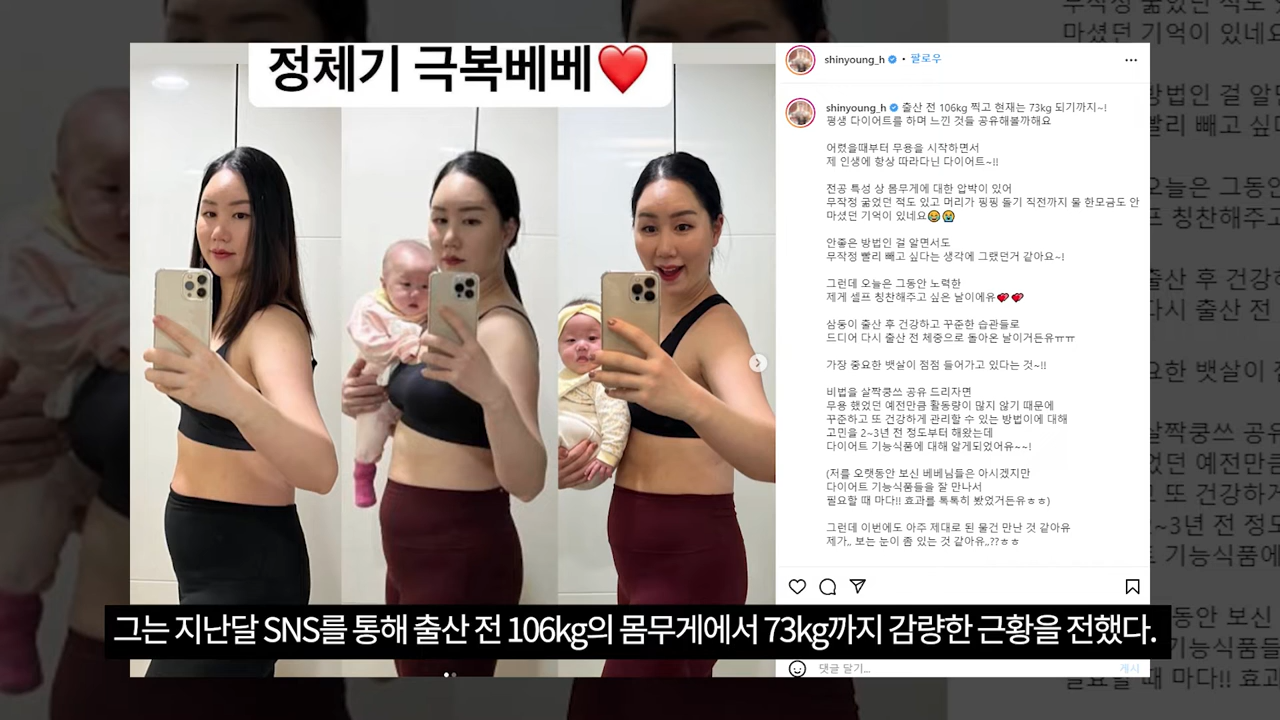 정체기 극복베베❤️
shinyoung_h • 팔로우
shinyoung_h 출산 전 106kg 찍고 현재는 73kg 되기까지~!
평생 다이어트를 하며 느낀 것들 공유해볼까해요
어렸을때부터 무용을 시작하면서
제 인생에 항상 따라다닌 다이어트~!!
전공 특성 상 몸무게에 대한 압박이 있어
무작정 굶었던 적도 있고 머리가 핑핑 돌기 직전까지 물 한모금도 안
마셨던 기억이 있네요😂😭
안좋은 방법인 걸 알면서도
무작정 빨리 빼고 싶다는 생각에 그랬던거 같아요~!
그런데 오늘은 그동안 노력한
제게 셀프 칭찬해주고 싶은 날이에유💕💕
삼둥이 출산 후 건강하고 꾸준한 습관들로
드디어 다시 출산 전 체중으로 돌아온 날이거든유ㅠㅠ
가장 중요한 뱃살이 점점 들어가고 있다는 것~!!
비법을 살짝쿵쓰 공유 드리자면
무용 했었던 예전만큼 활동량이 많지 않기 때문에
꾸준하고 또 건강하게 관리할 수 있는 방법이에 대해
고민을 2~3년 전 정도부터 해왔는데
다이어트 기능식품에 대해 알게되었어유~~!
(저를 오랫동안 보신 베베님들은 아시겠지만
다이어트 기능식품들을 잘 만나서
필요할 때 마다!! 효과를 톡톡히 봤었거든유ㅎㅎ)
그런데 이번에도 아주 제대로 된 물건 만난 것 같아유
제가,, 보는 눈이 좀 있는 것 같아유,,??ㅎㅎ
그는 지난달 SNS를 통해 출산 전 106kg의 몸무게에서 73kg까지 감량한 근황을 전했다.
댓글 달기...
게시